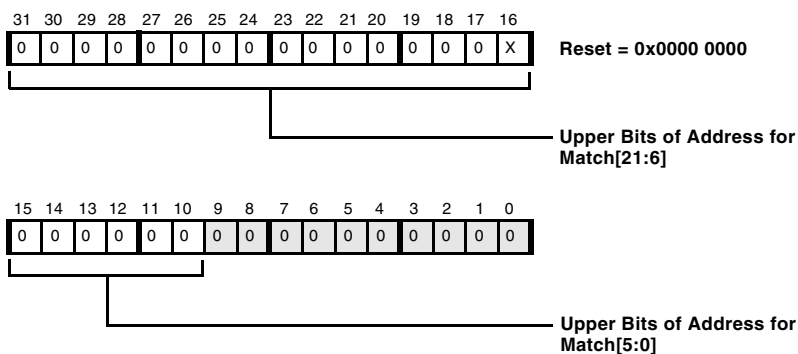 31 30 29 28 27 26 25 24 23 22 21 20 19 18 17 16
0 0 0 0 0 0 0 0 0 0 0 0 0 0 0 X Reset = 0x0000 0000
Upper Bits of Address for
Match[21:6]
15 14 13 12 11 10 9 8 7 6 5 4 3 2 1 0
0 0 0 0 0 0 0 0 0 0 0 0 0 0 0 0
Upper Bits of Address for
Match[5:0]